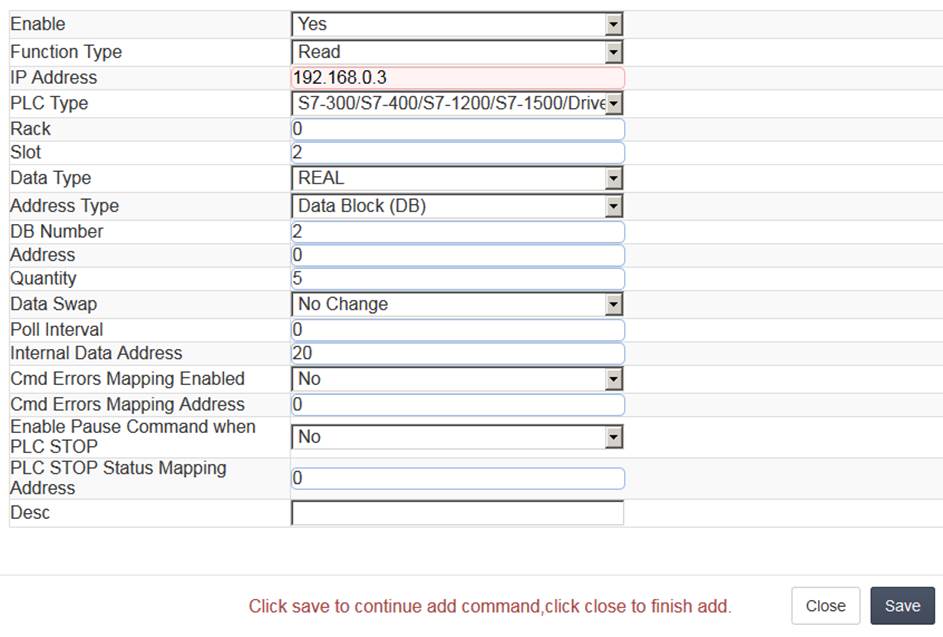 Enable Yes
Function Type Read
IP Address 192.168.0.3
PLC Type S7-300/S7-400/S7-1200/S7-1500/Drive
Rack 0
Slot 2
Data Type REAL
Address Type Data Block (DB)
DB Number 2
Address 0
Quantity 5
Data Swap No Change
Poll Interval 0
Internal Data Address 20
Cmd Errors Mapping Enabled No
Cmd Errors Mapping Address 0
Enable Pause Command when
PLC STOP No
PLC STOP Status Mapping
Address 0
Desc
Click save to continue add command,click close to finish add. Close Save